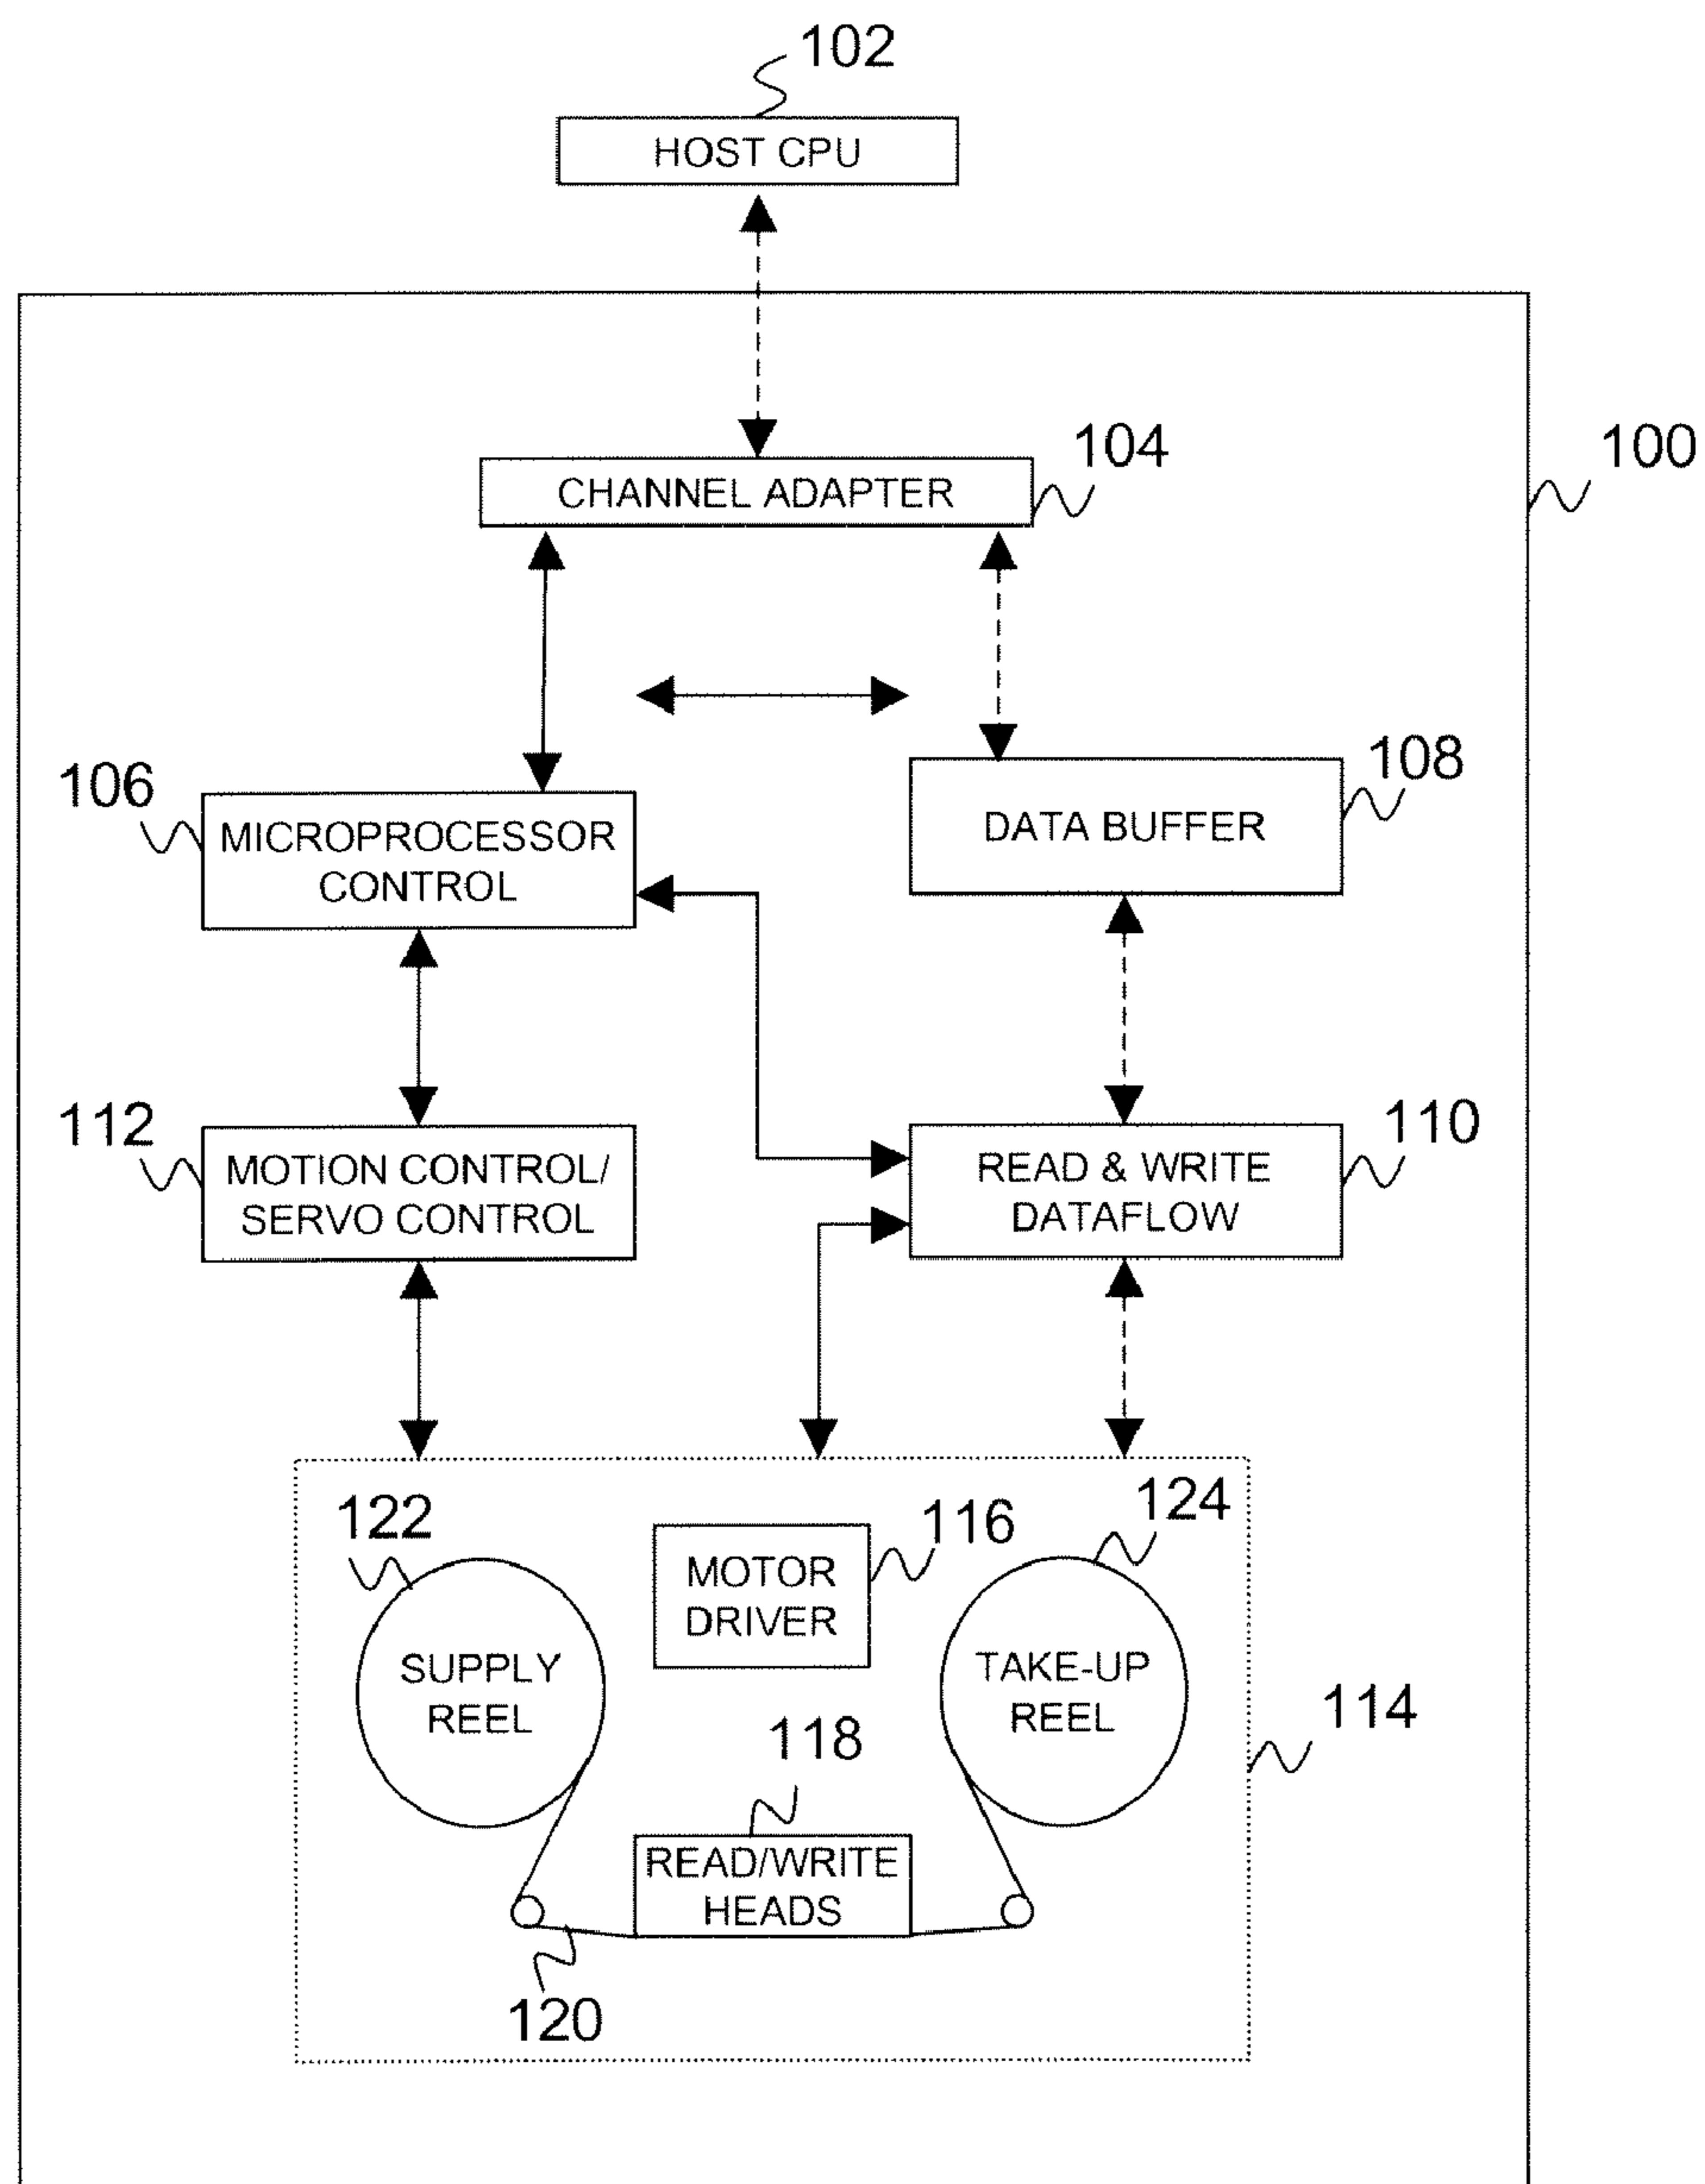 102
HOST CPU
104
CHANNEL ADAPTER
100
106
MICROPROCESSOR
CONTROL
108
DATA BUFFER
112
MOTION CONTROL/
SERVO CONTROL
110
READ & WRITE
DATAFLOW
122
116
124
MOTOR
DRIVER
SUPPLY
REEL
TAKE-UP
REEL
114
118
READ/WRITE
HEADS
120